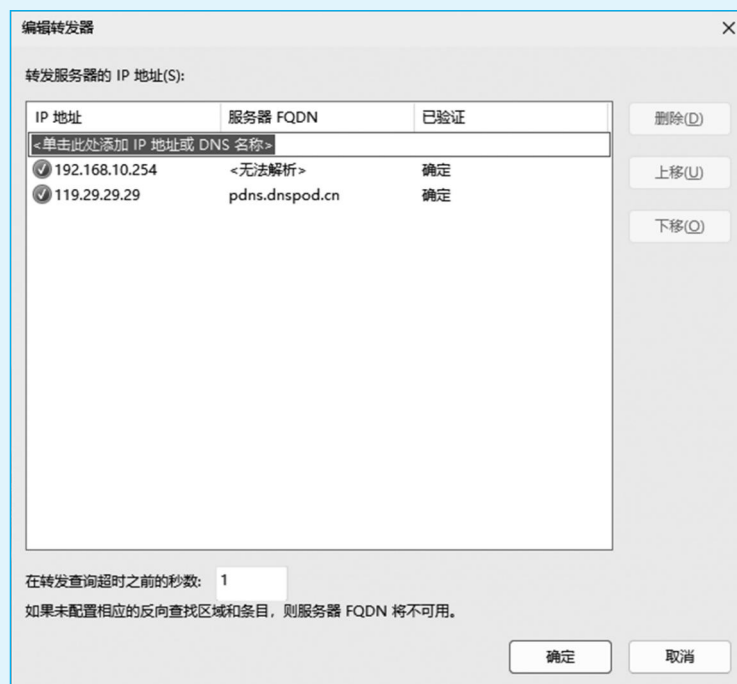 编辑转发器
转发服务器的 IP 地址(S):
IP 地址 服务器 FQDN 已验证
<单击此处添加 IP 地址或 DNS 名称>
192.168.10.254 <无法解析> 确定
119.29.29.29 pdns.dnspod.cn 确定
删除(D)
上移(U)
下移(O)
在转发查询超时之前的秒数: 1
如果未配置相应的反向查找区域和条目，则服务器 FQDN 将不可用。
确定 取消